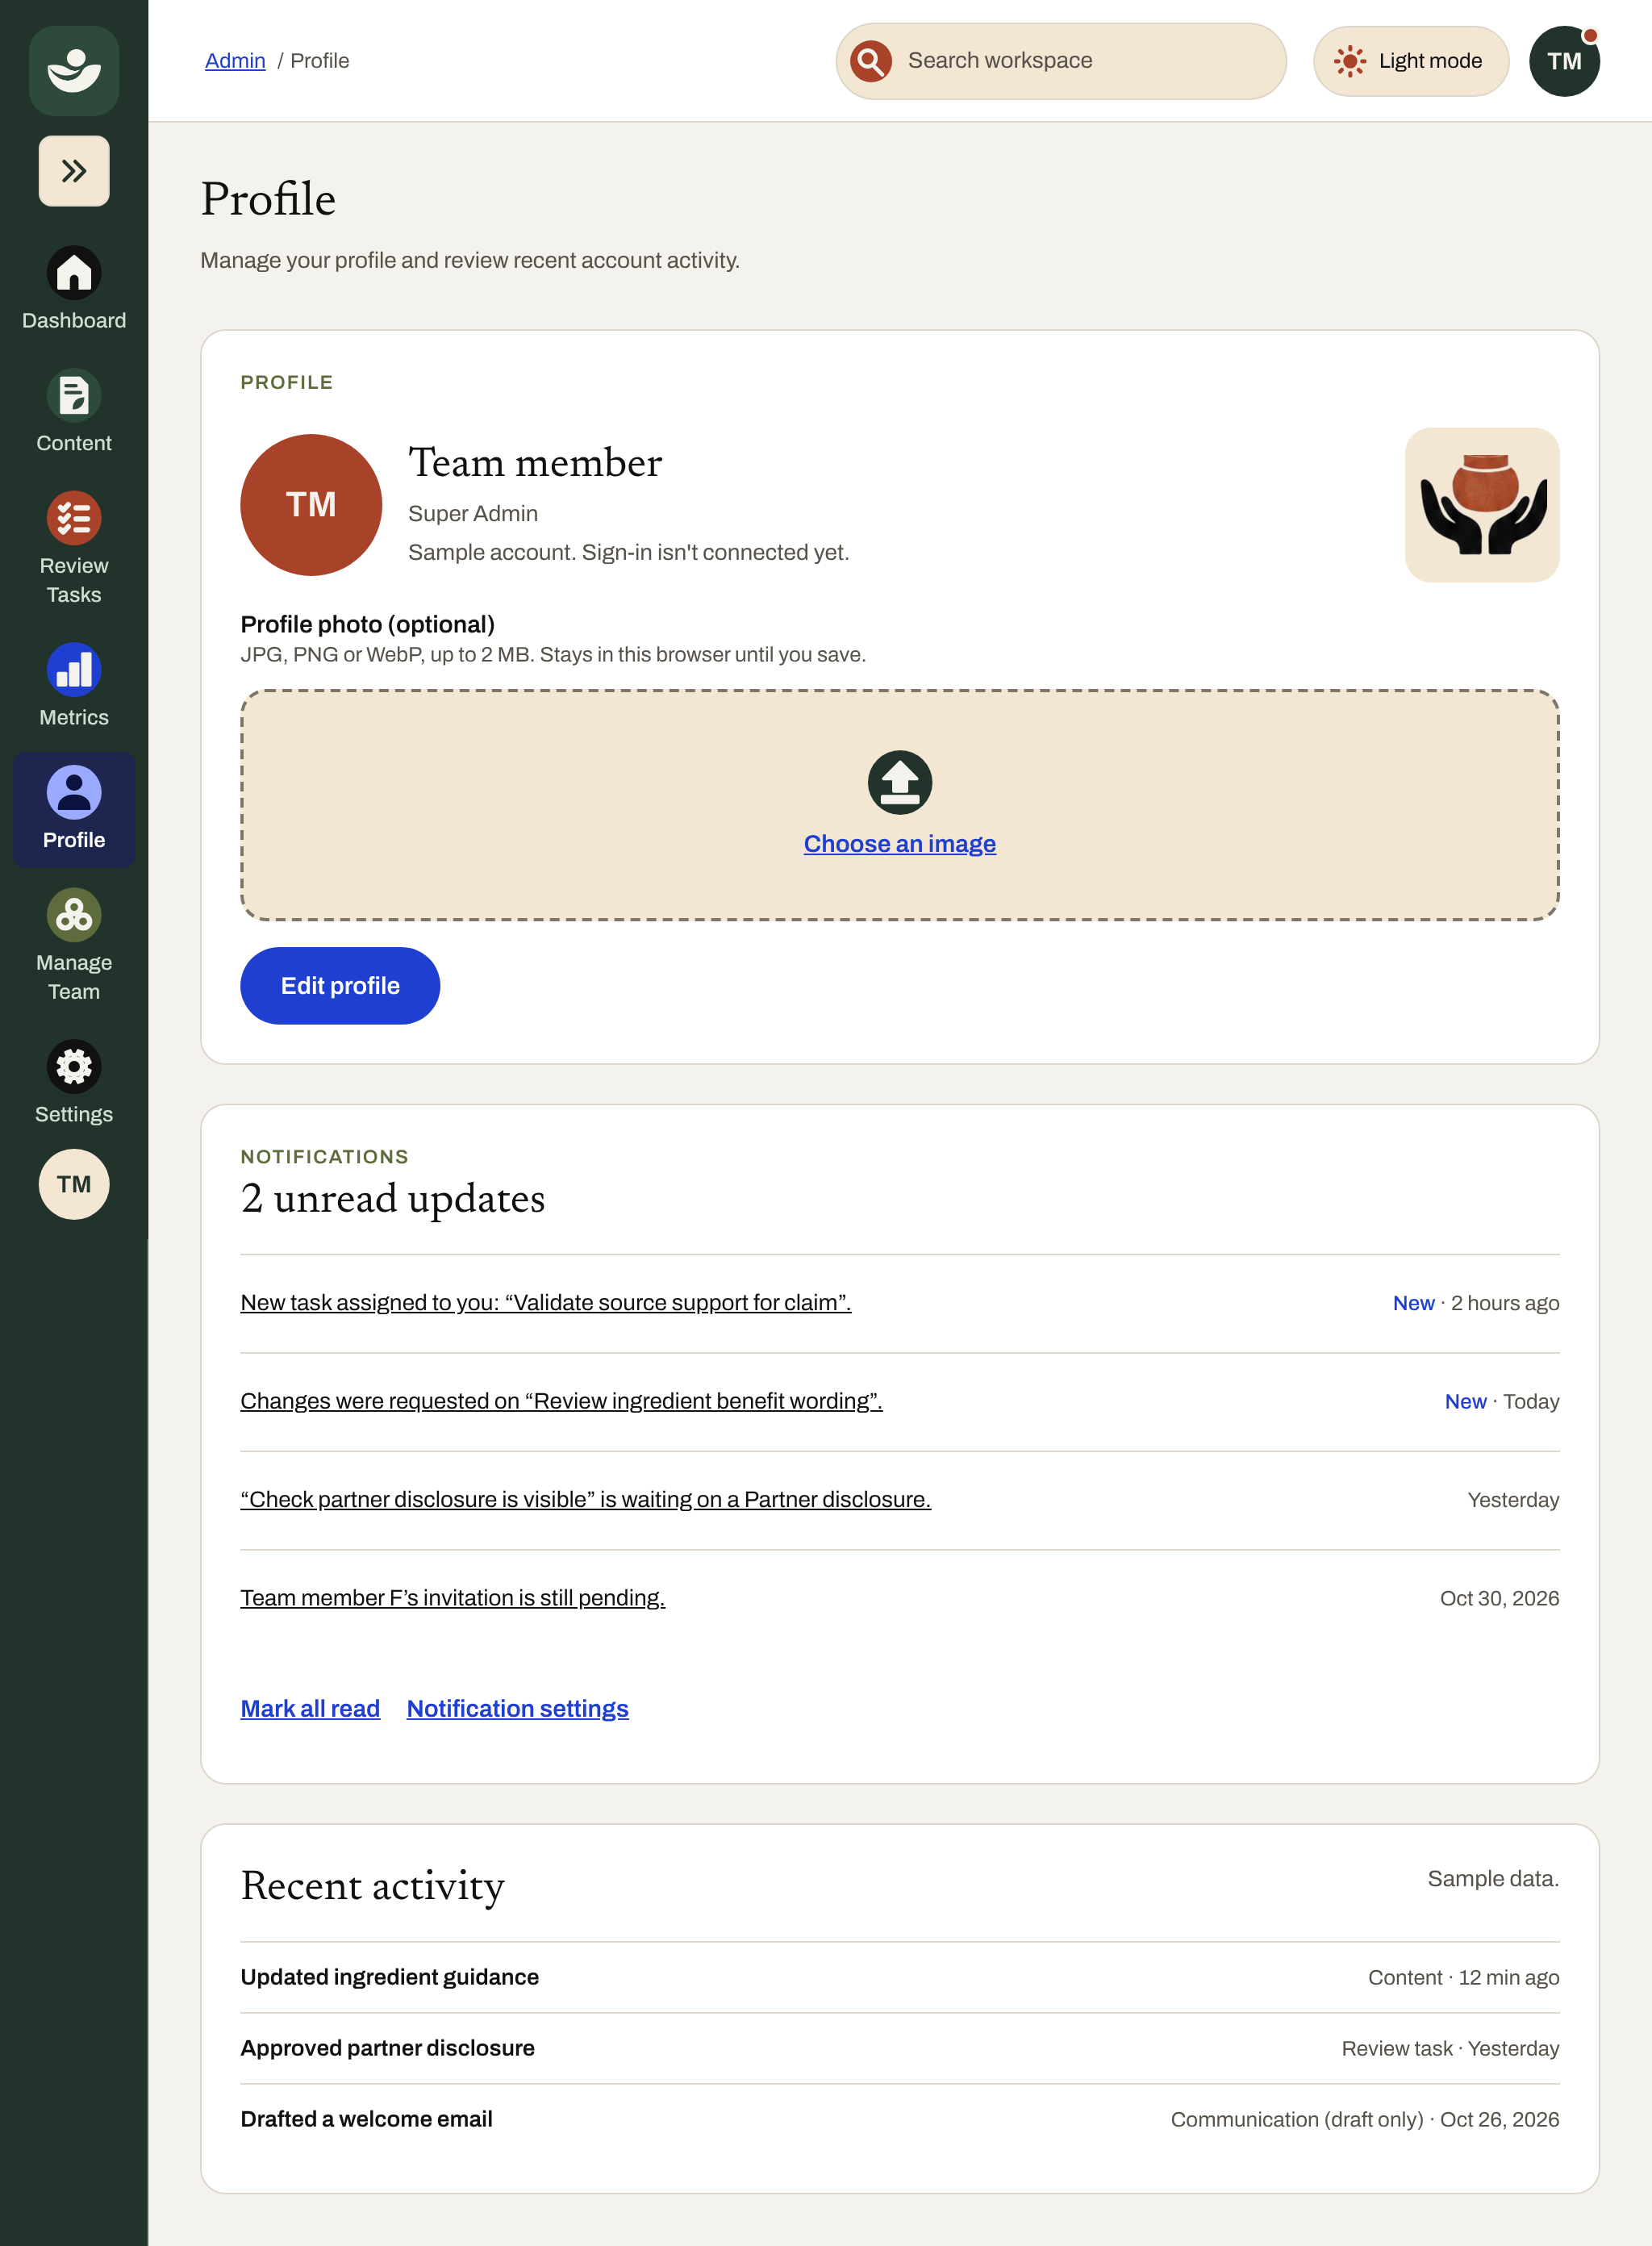 Admin / Profile
Search workspace
Light mode
TM
Dashboard
Content
Review
Tasks
Metrics
Profile
Manage
Team
Settings
TM
Profile
Manage your profile and review recent account activity.
PROFILE
TM
Team member
Super Admin
Sample account. Sign-in isn't connected yet.
Profile photo (optional)
JPG, PNG or WebP, up to 2 MB. Stays in this browser until you save.
Choose an image
Edit profile
NOTIFICATIONS
2 unread updates
New task assigned to you: “Validate source support for claim”. New · 2 hours ago
Changes were requested on “Review ingredient benefit wording”. New · Today
“Check partner disclosure is visible” is waiting on a Partner disclosure. Yesterday
Team member F’s invitation is still pending. Oct 30, 2026
Mark all read Notification settings
Recent activity Sample data.
Updated ingredient guidance Content · 12 min ago
Approved partner disclosure Review task · Yesterday
Drafted a welcome email Communication (draft only) · Oct 26, 2026